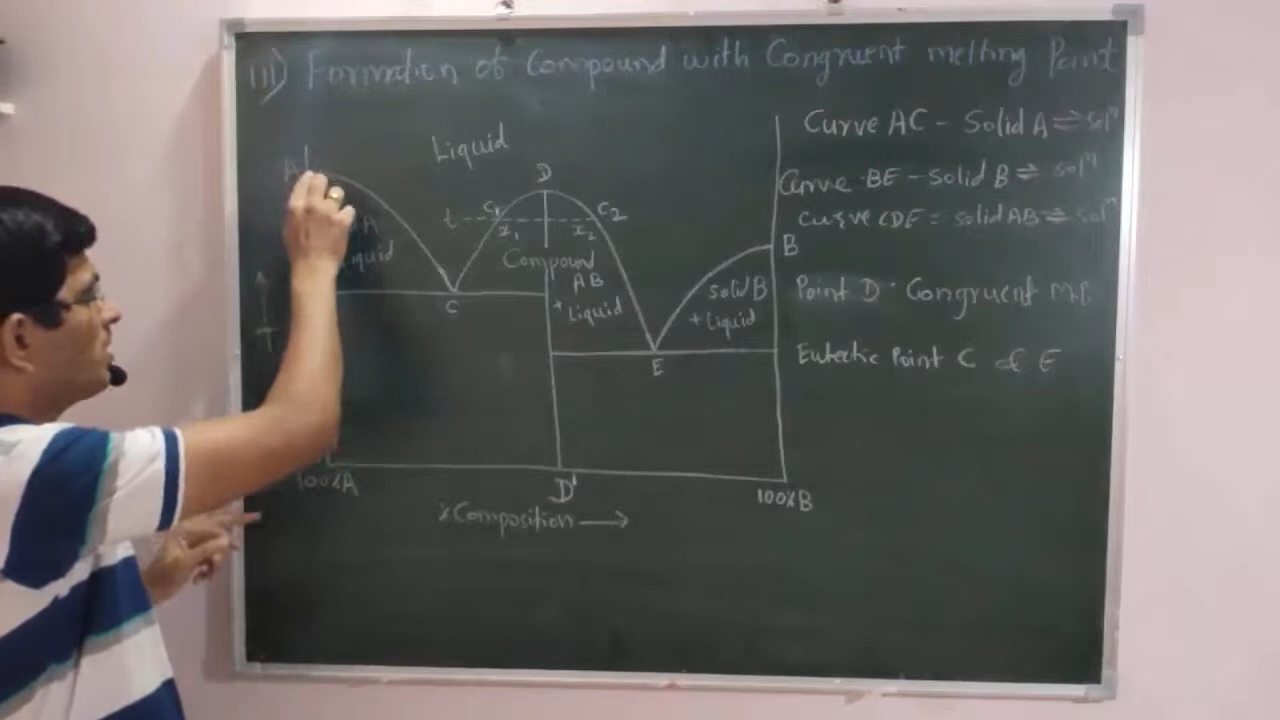 III) Formation of Compound with Congruent melting Point
Liquid
Curve AC - Solid A ⇌ solⁿ
Curve BE - Solid B ⇌ solⁿ
Curve CDE = solid AB ⇌ solⁿ
Point D · Congruent M.P.
Eutectic Point C & E
A
D
t
C₁
C₂
x₁
x₂
A
Compound
AB
+ Liquid
B
solid B
+ Liquid
C
E
t
100%A
D'
100%B
% Composition →